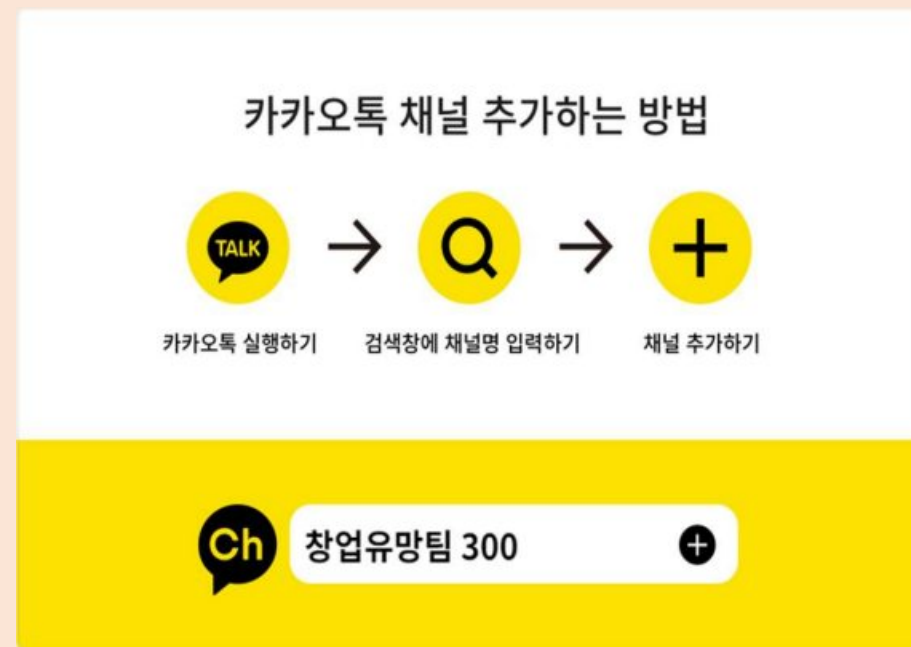 카카오톡 채널 추가하는 방법
TALK
카카오톡 실행하기
검색창에 채널명 입력하기
채널 추가하기
Ch 창업유망팀 300